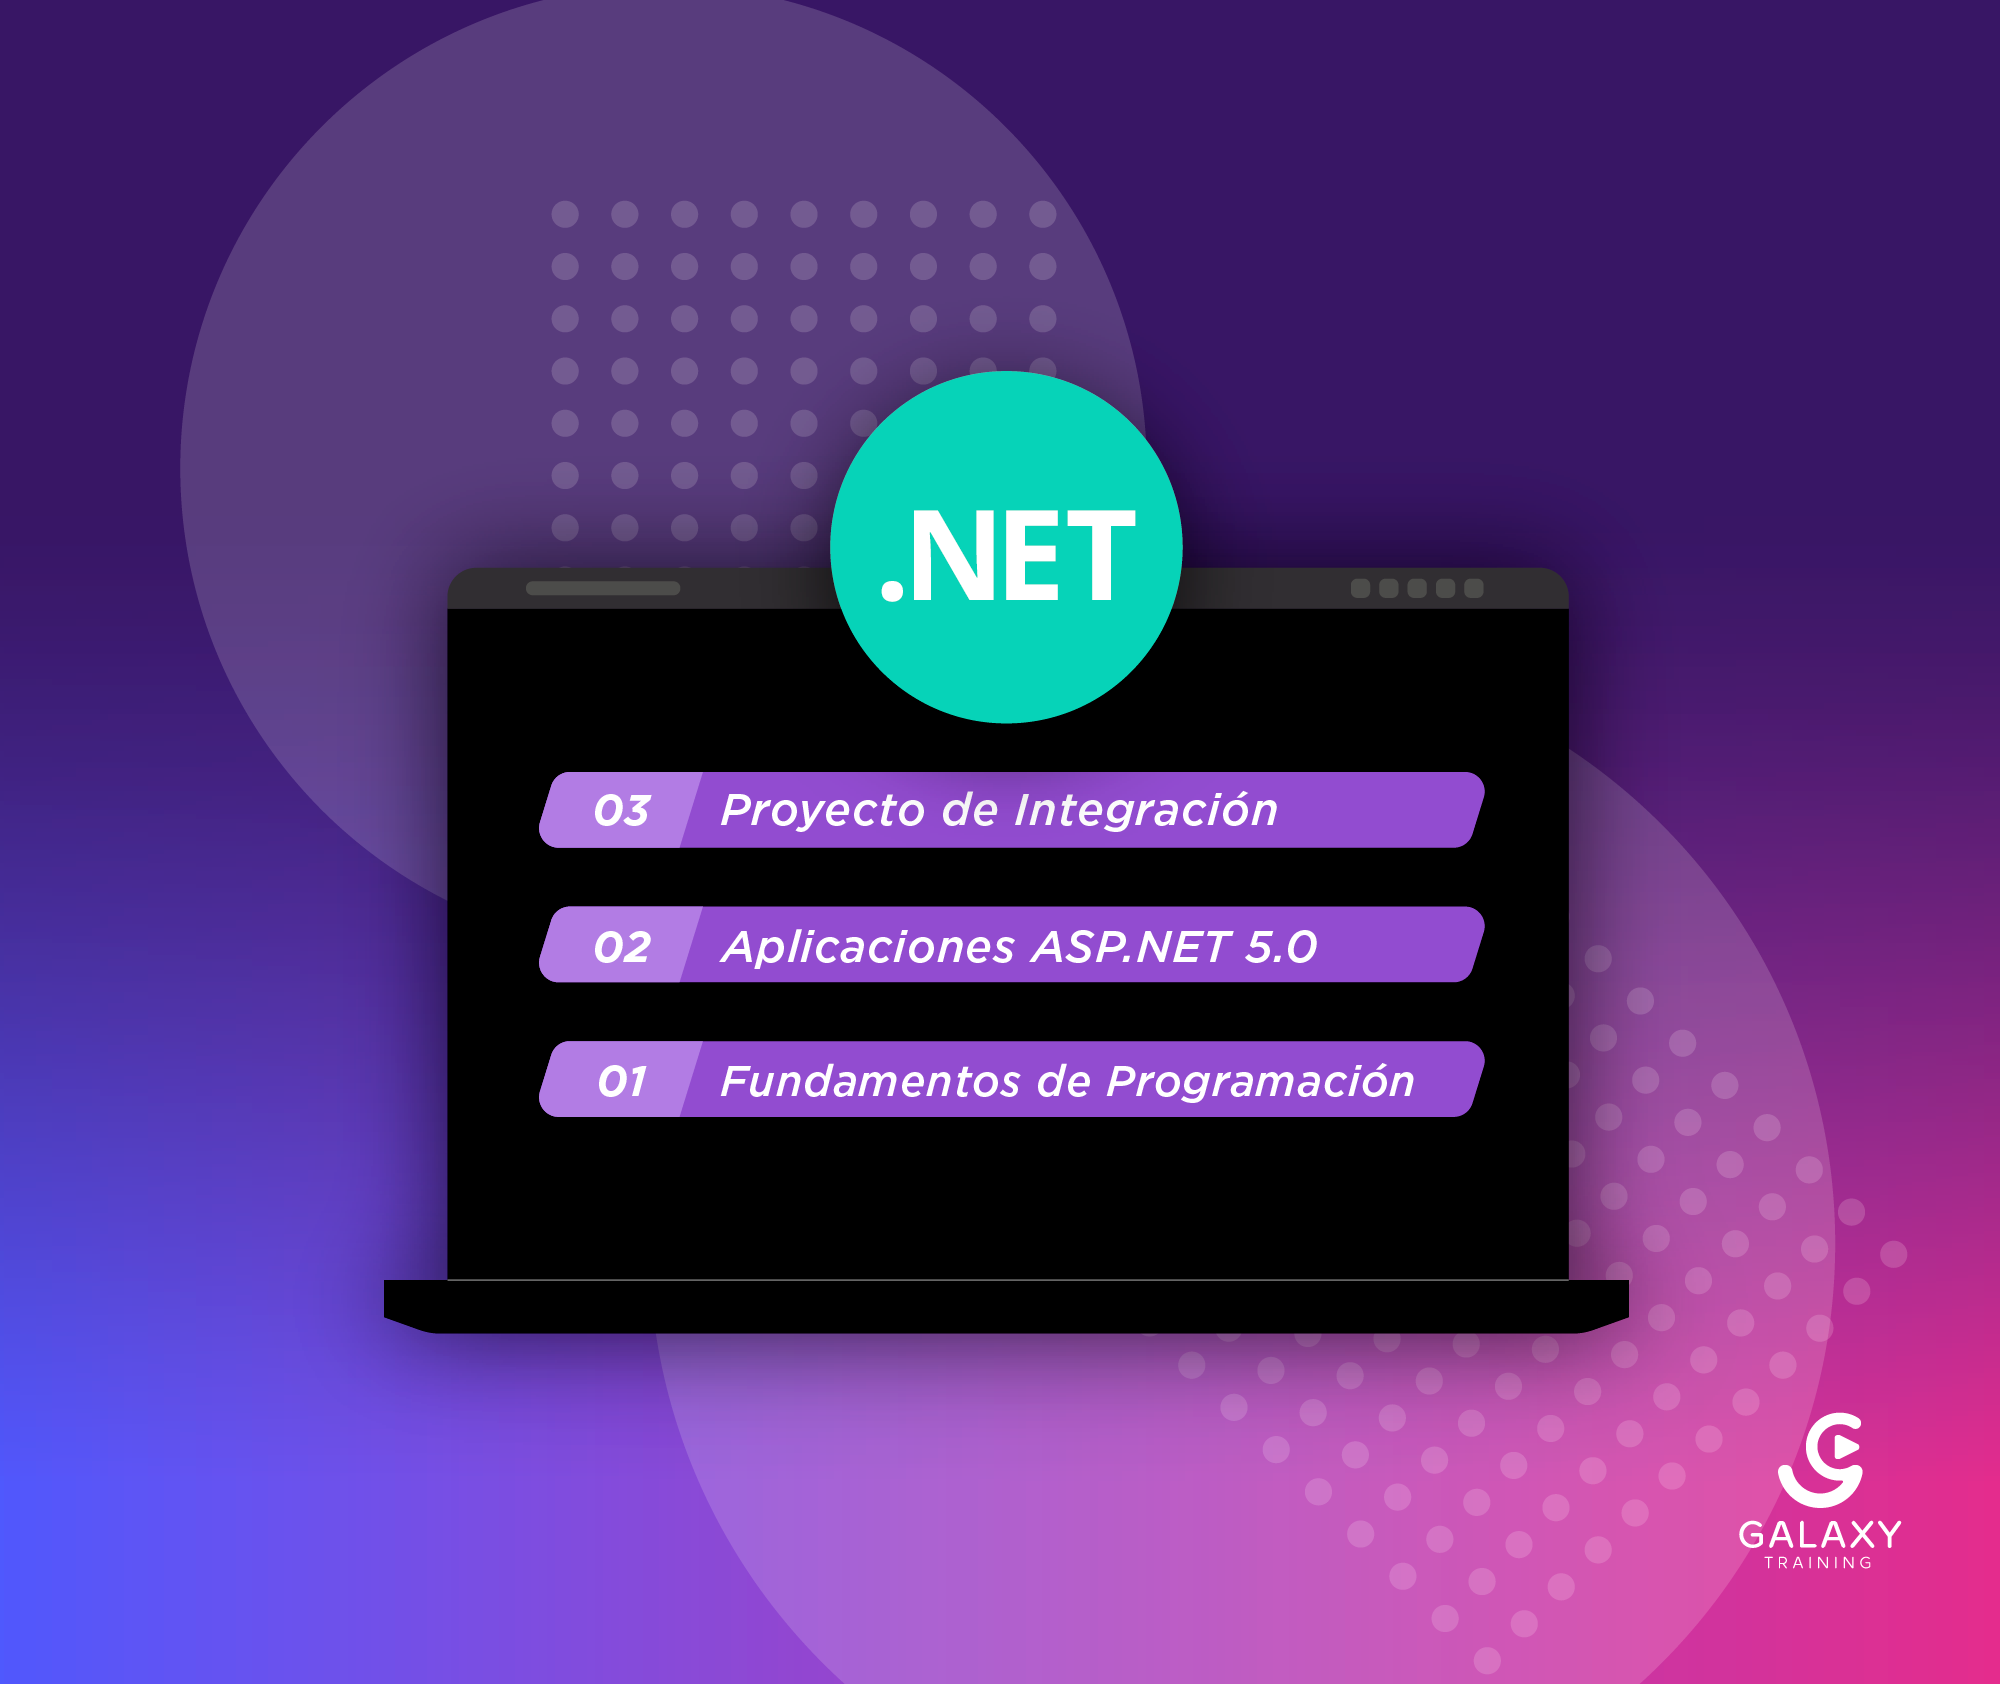 .NET
03 Proyecto de Integración
02 Aplicaciones ASP.NET 5.0
01 Fundamentos de Programación
GALAXY
TRAINING